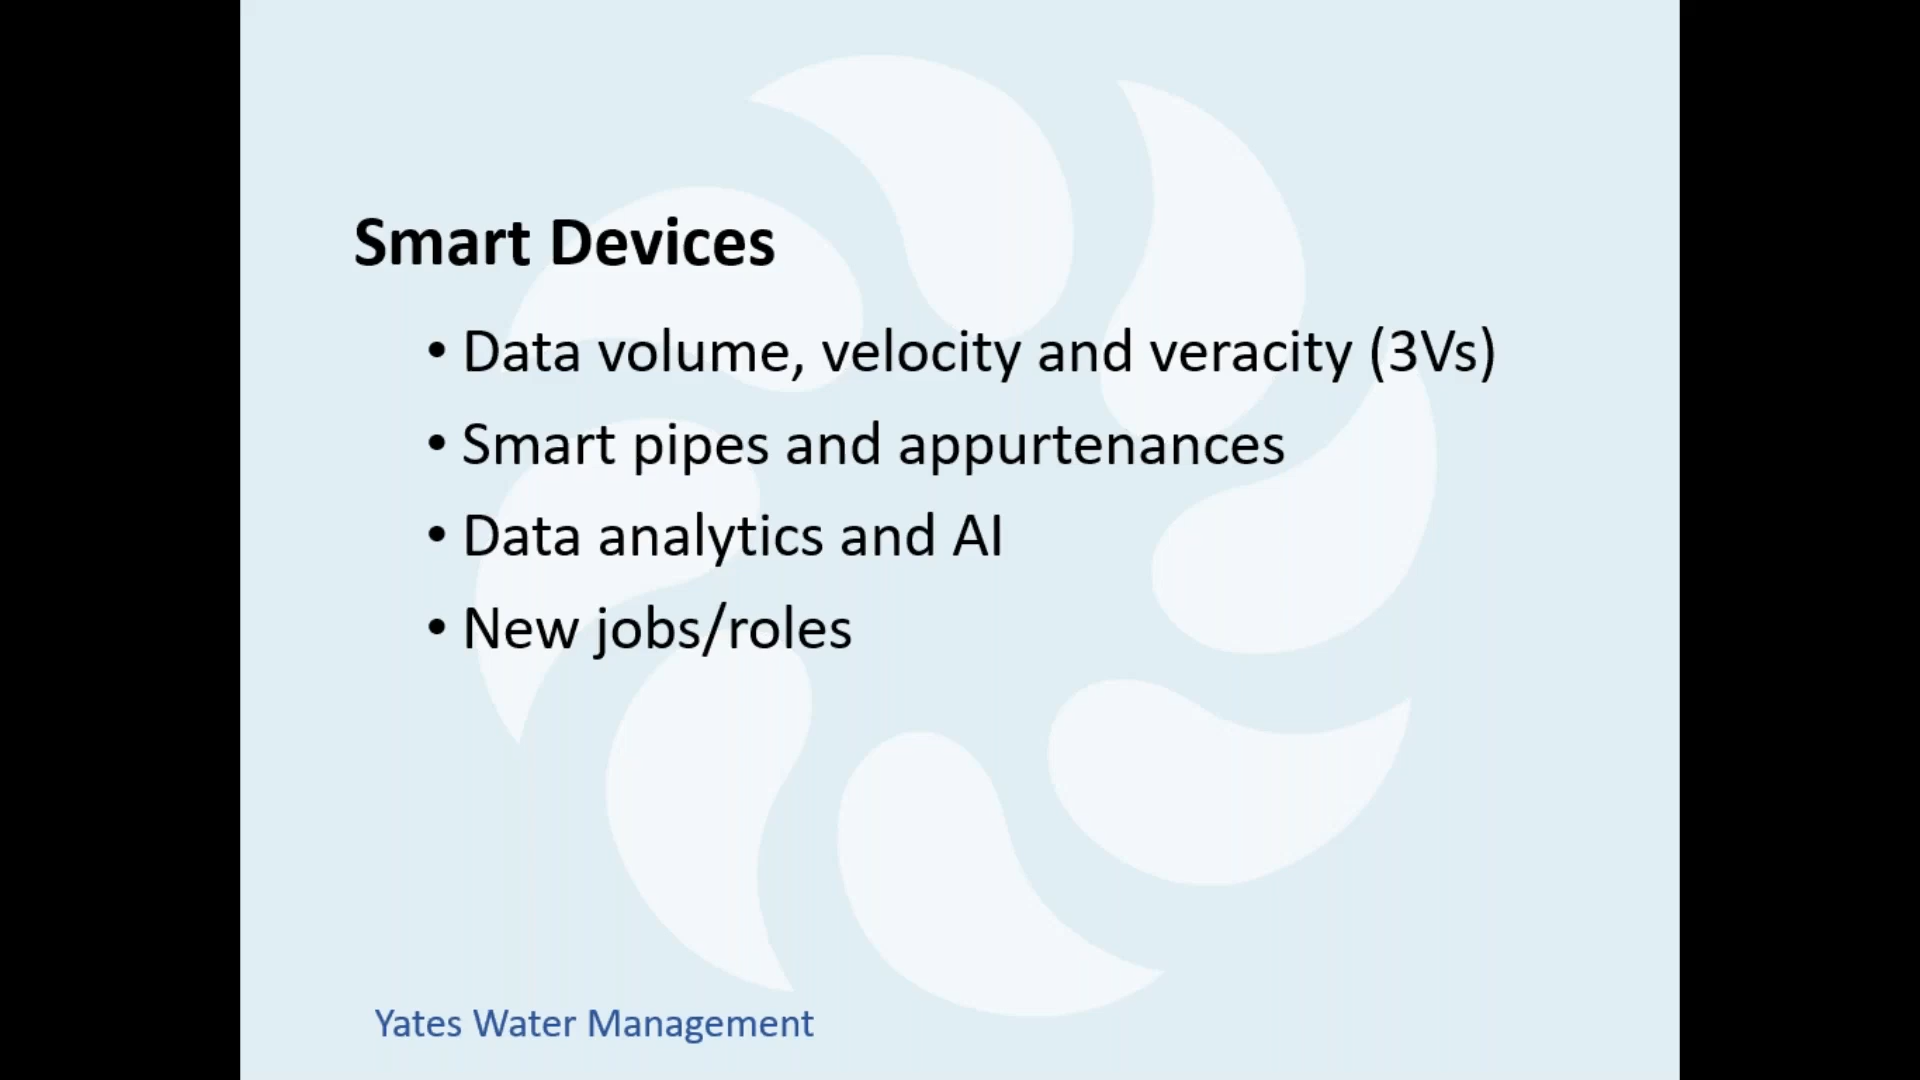 Smart Devices
• Data volume, velocity and veracity (3Vs)
• Smart pipes and appurtenances
• Data analytics and AI
• New jobs/roles
Yates Water Management